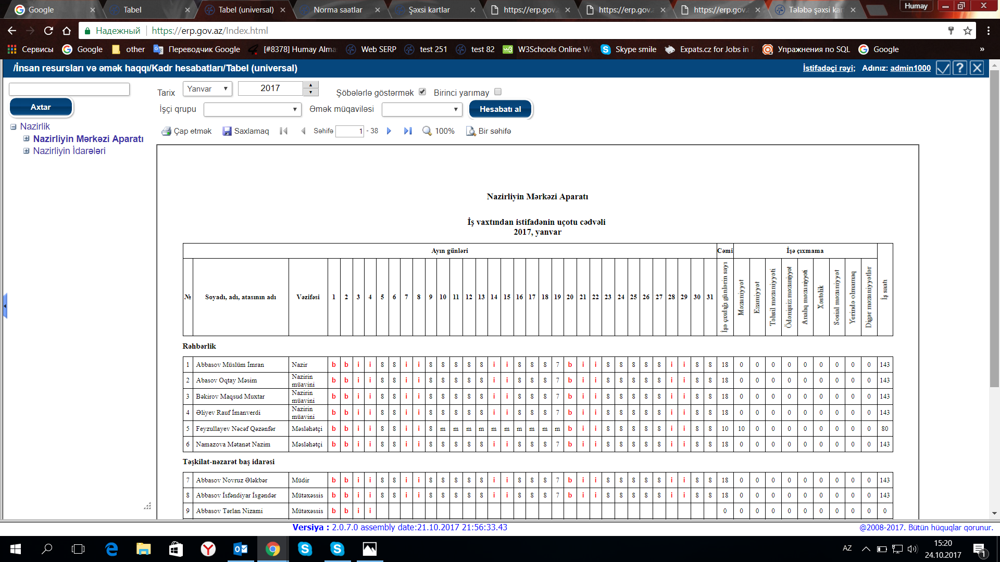 Google
Tabel
Tabel (universal)
Norma saatlar
Şəxsi kartlar
https://erp.gov.a
https://erp.gov.a
https://erp.gov.a
Tələbə şəxsi kar
Humay
Надежный
https://erp.gov.az/Index.html
Сервисы
Google
other
Переводчик Google
[#8378] Humay Alma
Web SERP
test 251
test 82
W3Schools Online W
Skype smile
Expats.cz for Jobs in
Упражнения по SQL
Google
»
/İnsan resursları və əmək haqqı/Kadr hesabatları/Tabel (universal)
İstifadəçi rəyi; Adınız: admin1000
Tarix Yanvar 2017 Şöbələrlə göstərmək Birinci yarımay
Axtar
İşçi qrupu Əmək müqaviləsi Hesabatı al
Nazirlik
Nazirliyin Mərkəzi Aparatı
Nazirliyin İdarələri
Çap etmək Saxlamaq Səhifə 1 - 38 100% Bir səhifə
Nazirliyin Mərkəzi Aparatı
İş vaxtından istifadənin uçotu cədvəli
2017, yanvar
Ayın günləri Cəmi İşə çıxmama
№ Soyadı, adı, atasının adı Vəzifəsi 1 2 3 4 5 6 7 8 9 10 11 12 13 14 15 16 17 18 19 20 21 22 23 24 25 26 27 28 29 30 31 İşə çıxdığı günlərin sayı Məzuniyyət Ezamiyyət Təhsil məzuniyyəti Ödənişsiz məzuniyyət Analıq məzuniyyəti Xəstəlik Sosial məzuniyyət Yerində olmamaq Digər məzuniyyətlər İş saatı
Rəhbərlik
1 Abbasov Müslüm İmran Nazir b b i i 8 8 i i 8 8 8 8 8 i i 8 8 8 7 b i i 8 8 8 8 8 i i 8 8 18 0 0 0 0 0 0 0 0 0 143
2 Abasov Oqtay Məsim Nazirin müavini b b i i 8 8 i i 8 8 8 8 8 i i 8 8 8 7 b i i 8 8 8 8 8 i i 8 8 18 0 0 0 0 0 0 0 0 0 143
3 Bəkirov Maqsud Muxtar Nazirin müavini b b i i 8 8 i i 8 8 8 8 8 i i 8 8 8 7 b i i 8 8 8 8 8 i i 8 8 18 0 0 0 0 0 0 0 0 0 143
4 Əliyev Rauf İmanverdi Nazirin müavini b b i i 8 8 i i 8 8 8 8 8 i i 8 8 8 7 b i i 8 8 8 8 8 i i 8 8 18 0 0 0 0 0 0 0 0 0 143
5 Feyzullayev Nəcəf Qəzənfər Məsləhətçi b b i i 8 8 i i 8 m m m m m m m m m m b i i 8 8 8 8 8 i i 8 8 10 10 0 0 0 0 0 0 0 0 80
6 Namazova Mətanət Nazim Məsləhətçi b b i i 8 8 i i 8 8 8 8 8 i i 8 8 8 7 b i i 8 8 8 8 8 i i 8 8 18 0 0 0 0 0 0 0 0 0 143
Təşkilat-nəzarət baş idarəsi
7 Abbasov Novruz Ələkbər Müdir b b i i 8 8 i i 8 8 8 8 8 i i 8 8 8 7 b i i 8 8 8 8 8 i i 8 8 18 0 0 0 0 0 0 0 0 0 143
8 Abbasov İsfəndiyar İsgəndər Mütəxəssis b b i i 8 8 i i 8 8 8 8 8 i i 8 8 8 7 b i i 8 8 8 8 8 i i 8 8 18 0 0 0 0 0 0 0 0 0 143
9 Abbasov Tərlan Nizami Mütəxəssis b b i i 0 0 0 0 0 0 0 0 0 0 0
Versiya : 2.0.7.0 assembly date:21.10.2017 21:56:33.43
@2008-2017. Bütün hüquqlar qorunur.
AZ
15:20
24.10.2017
1